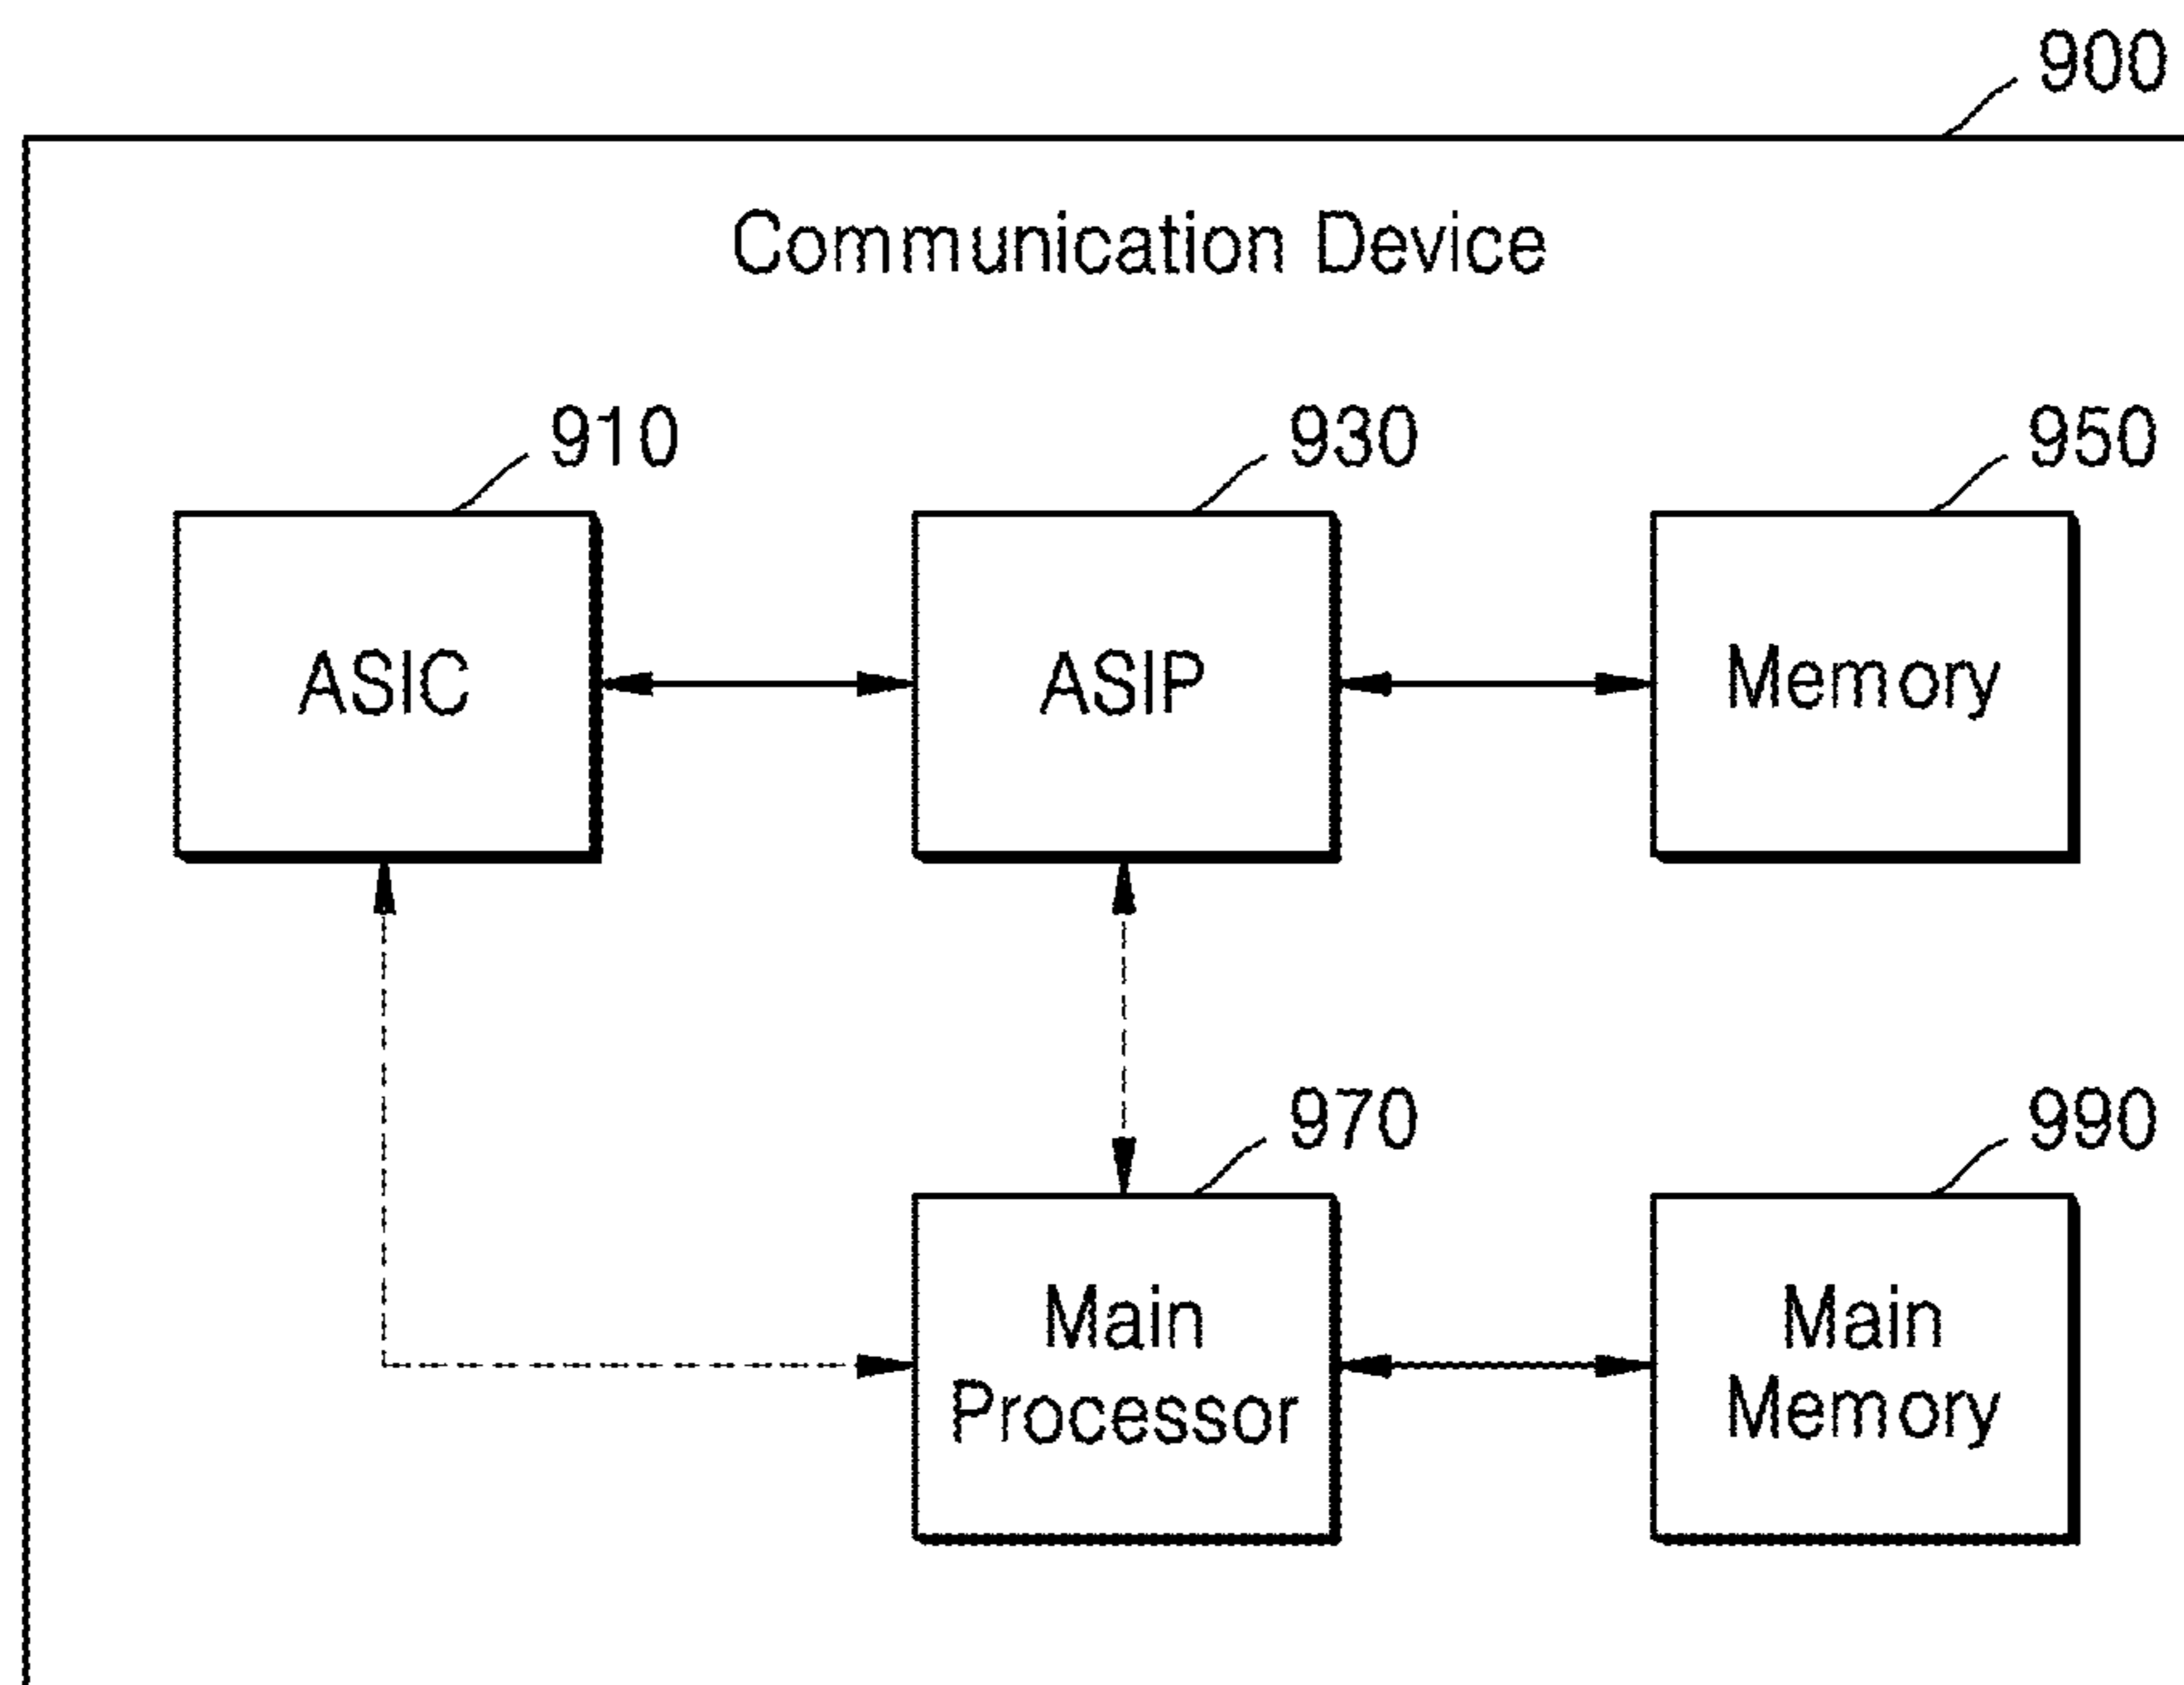 900
Communication Device
910
930
950
ASIC
ASIP
Memory
970
990
Main
Processor
Main
Memory